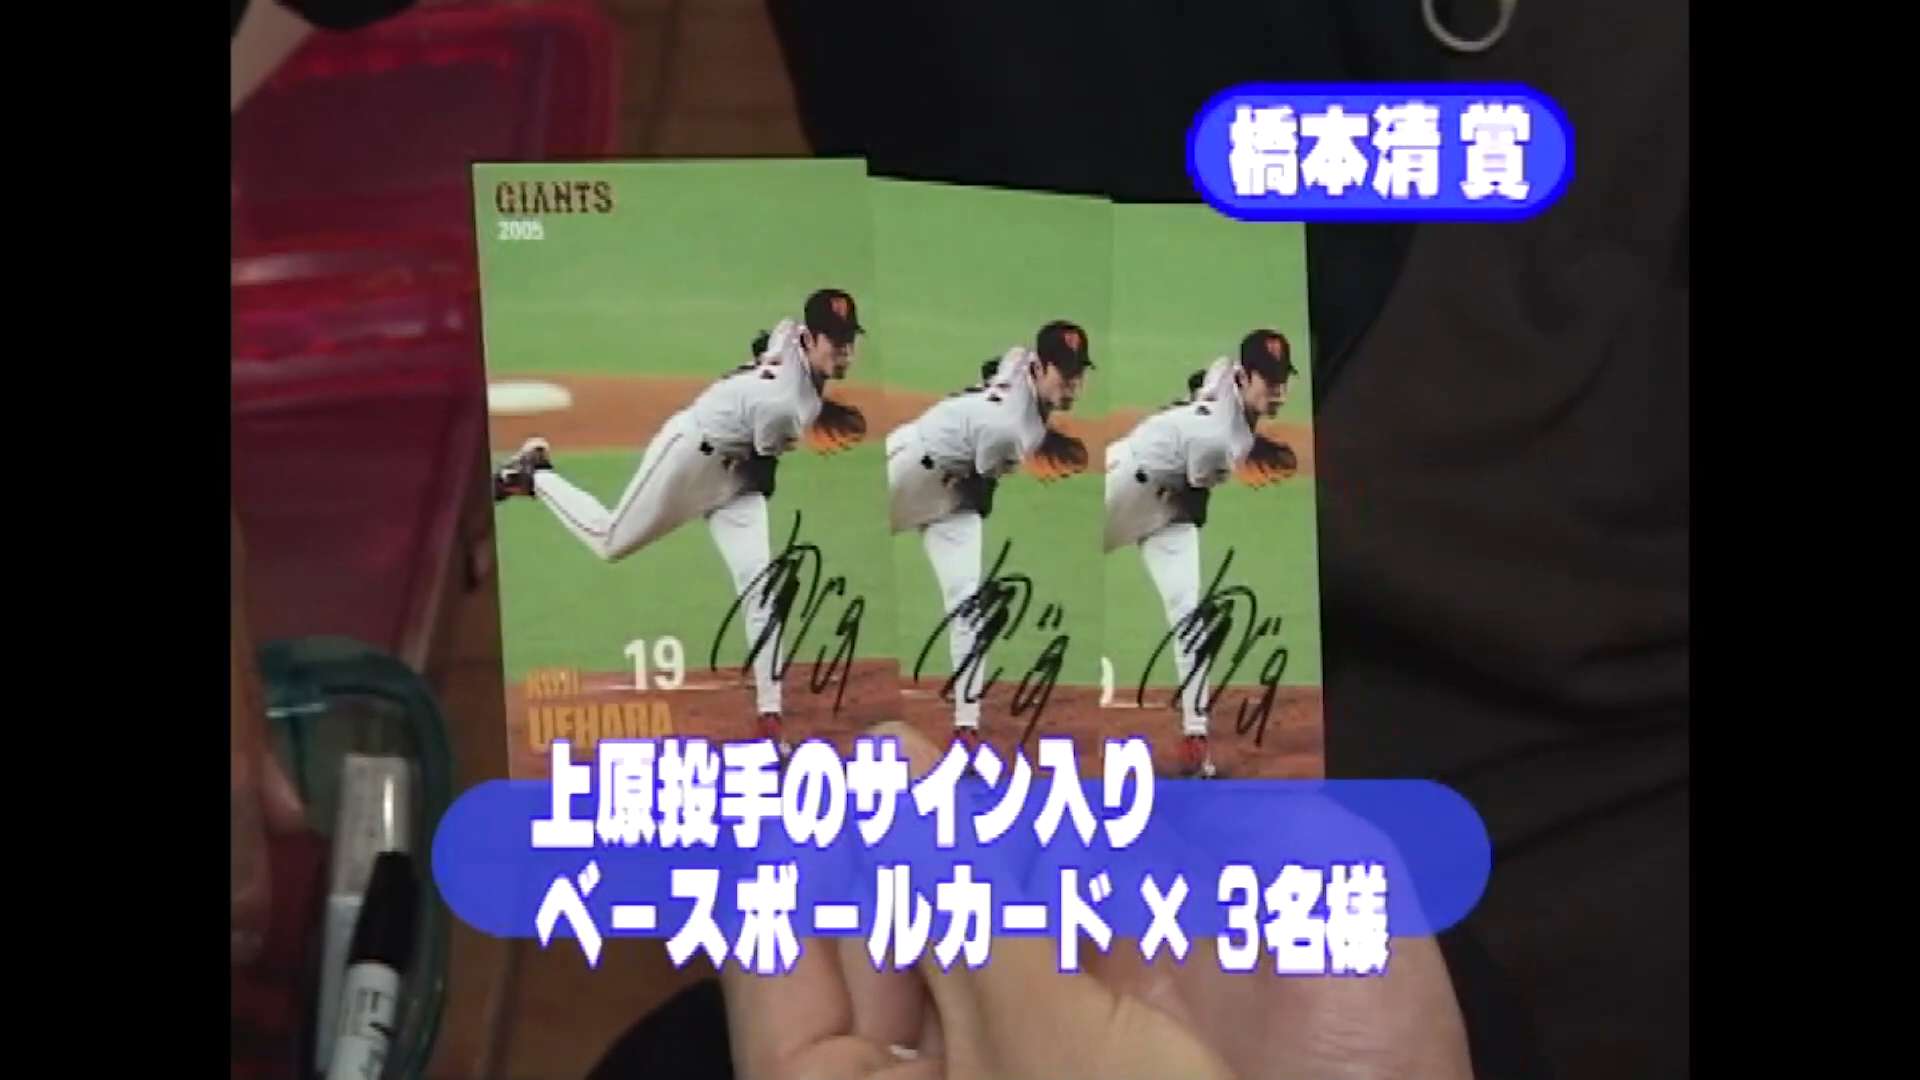 橋本清 賞
GIANTS
2005
19
KOJI
UEHARA
上原投手のサイン入り
ベースボールカード × 3名様